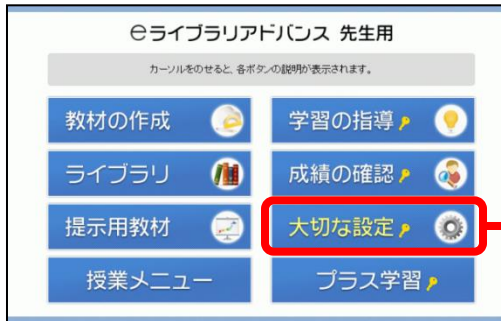 eライブラリアドバンス 先生用
カーソルをのせると、各ボタンの説明が表示されます。
教材の作成
学習の指導
ライブラリ
成績の確認
提示用教材
大切な設定
授業メニュー
プラス学習